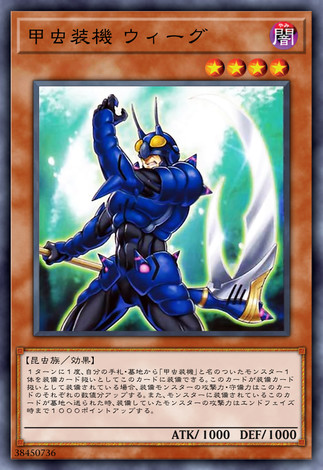 甲虫装機 ウィーグ
闇
やみ
【昆虫族／効果】
１ターンに１度、自分の手札・墓地から「甲虫装機」と名のついたモンスター１
体を装備カード扱いとしてこのカードに装備できる。このカードが装備カード
扱いとして装備されている場合、装備モンスターの攻撃力・守備力はこのカード
のそれぞれの数値分アップする。また、モンスターに装備されているこのカー
ドが墓地へ送られた時、装備していたモンスターの攻撃力はエンドフェイズ
時まで１０００ポイントアップする。
ATK/1000 DEF/1000
38450736